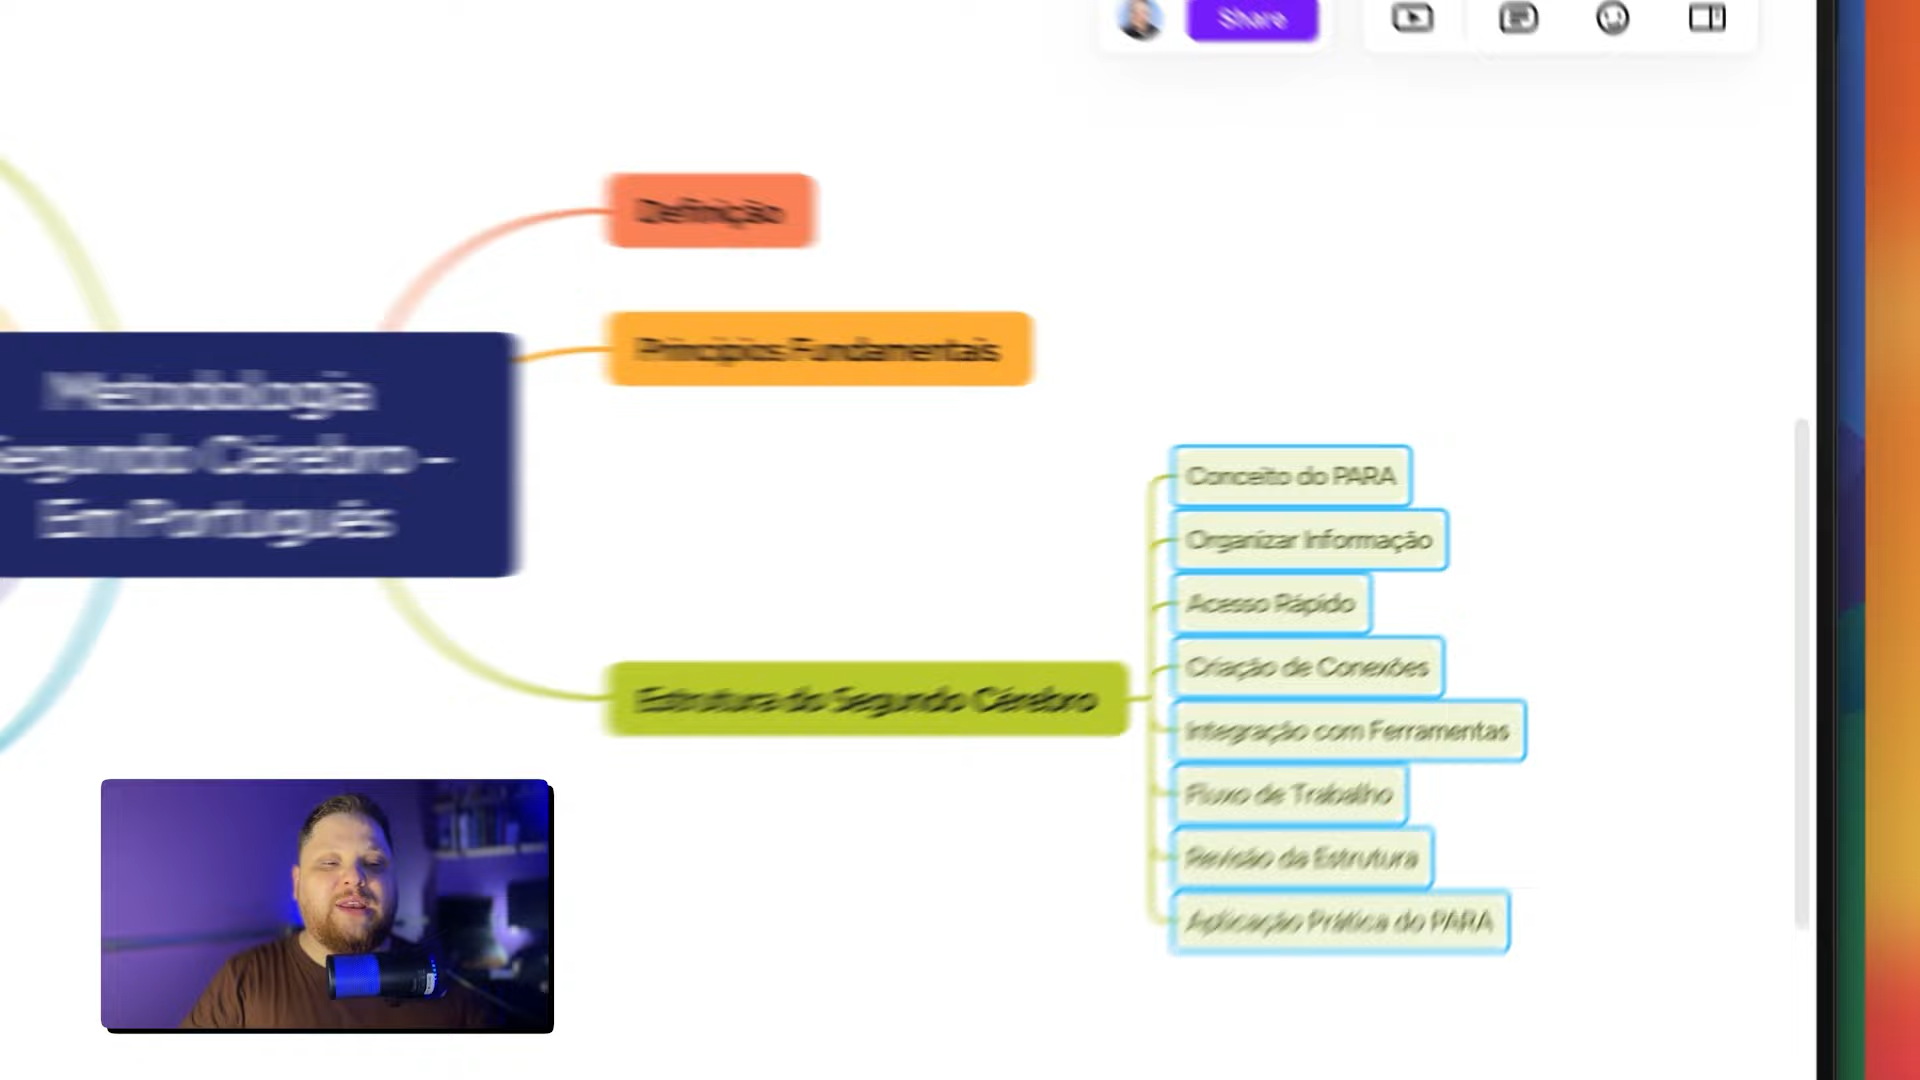 Share
Definição
Princípios Fundamentais
Metodologia
Segundo Cérebro –
Em Português
Conceito do PARA
Organizar Informação
Acesso Rápido
Criação de Conexões
Integração com Ferramentas
Estrutura do Segundo Cérebro
Fluxo de Trabalho
Revisão da Estrutura
Aplicação Prática do PARA